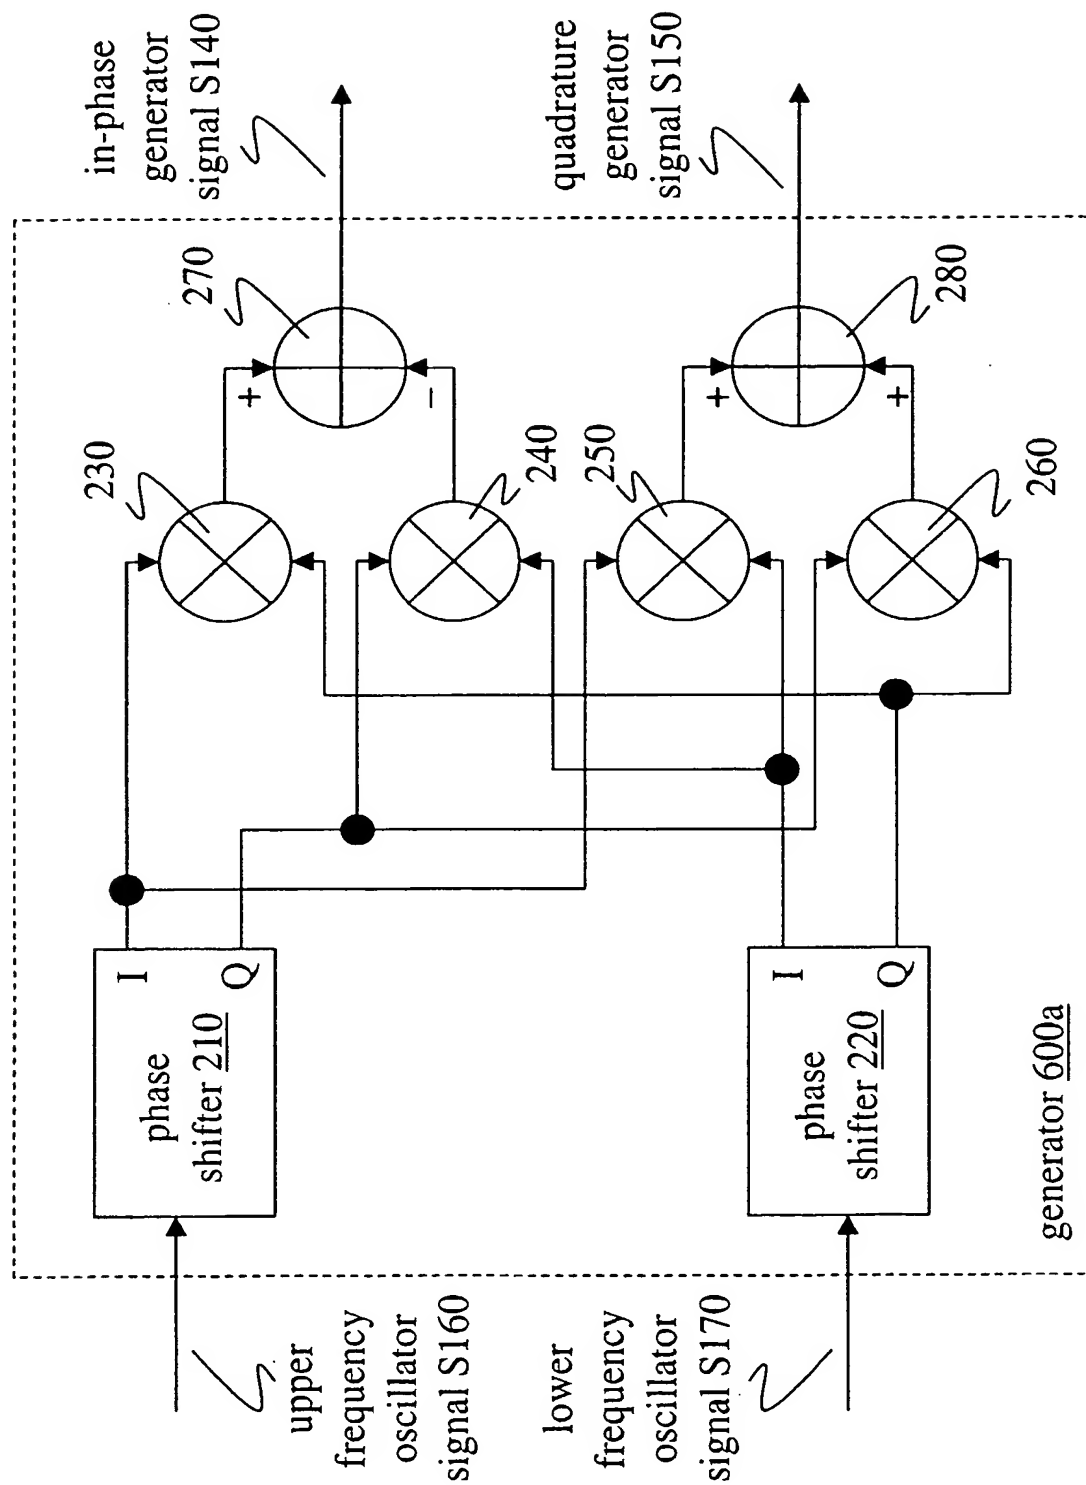 upper
frequency
oscillator
signal S160
lower
frequency
oscillator
signal S170
phase
shifter 210
I
Q
phase
shifter 220
I
Q
230
240
250
260
+
-
+
+
270
280
in-phase
generator
signal S140
quadrature
generator
signal S150
generator 600a